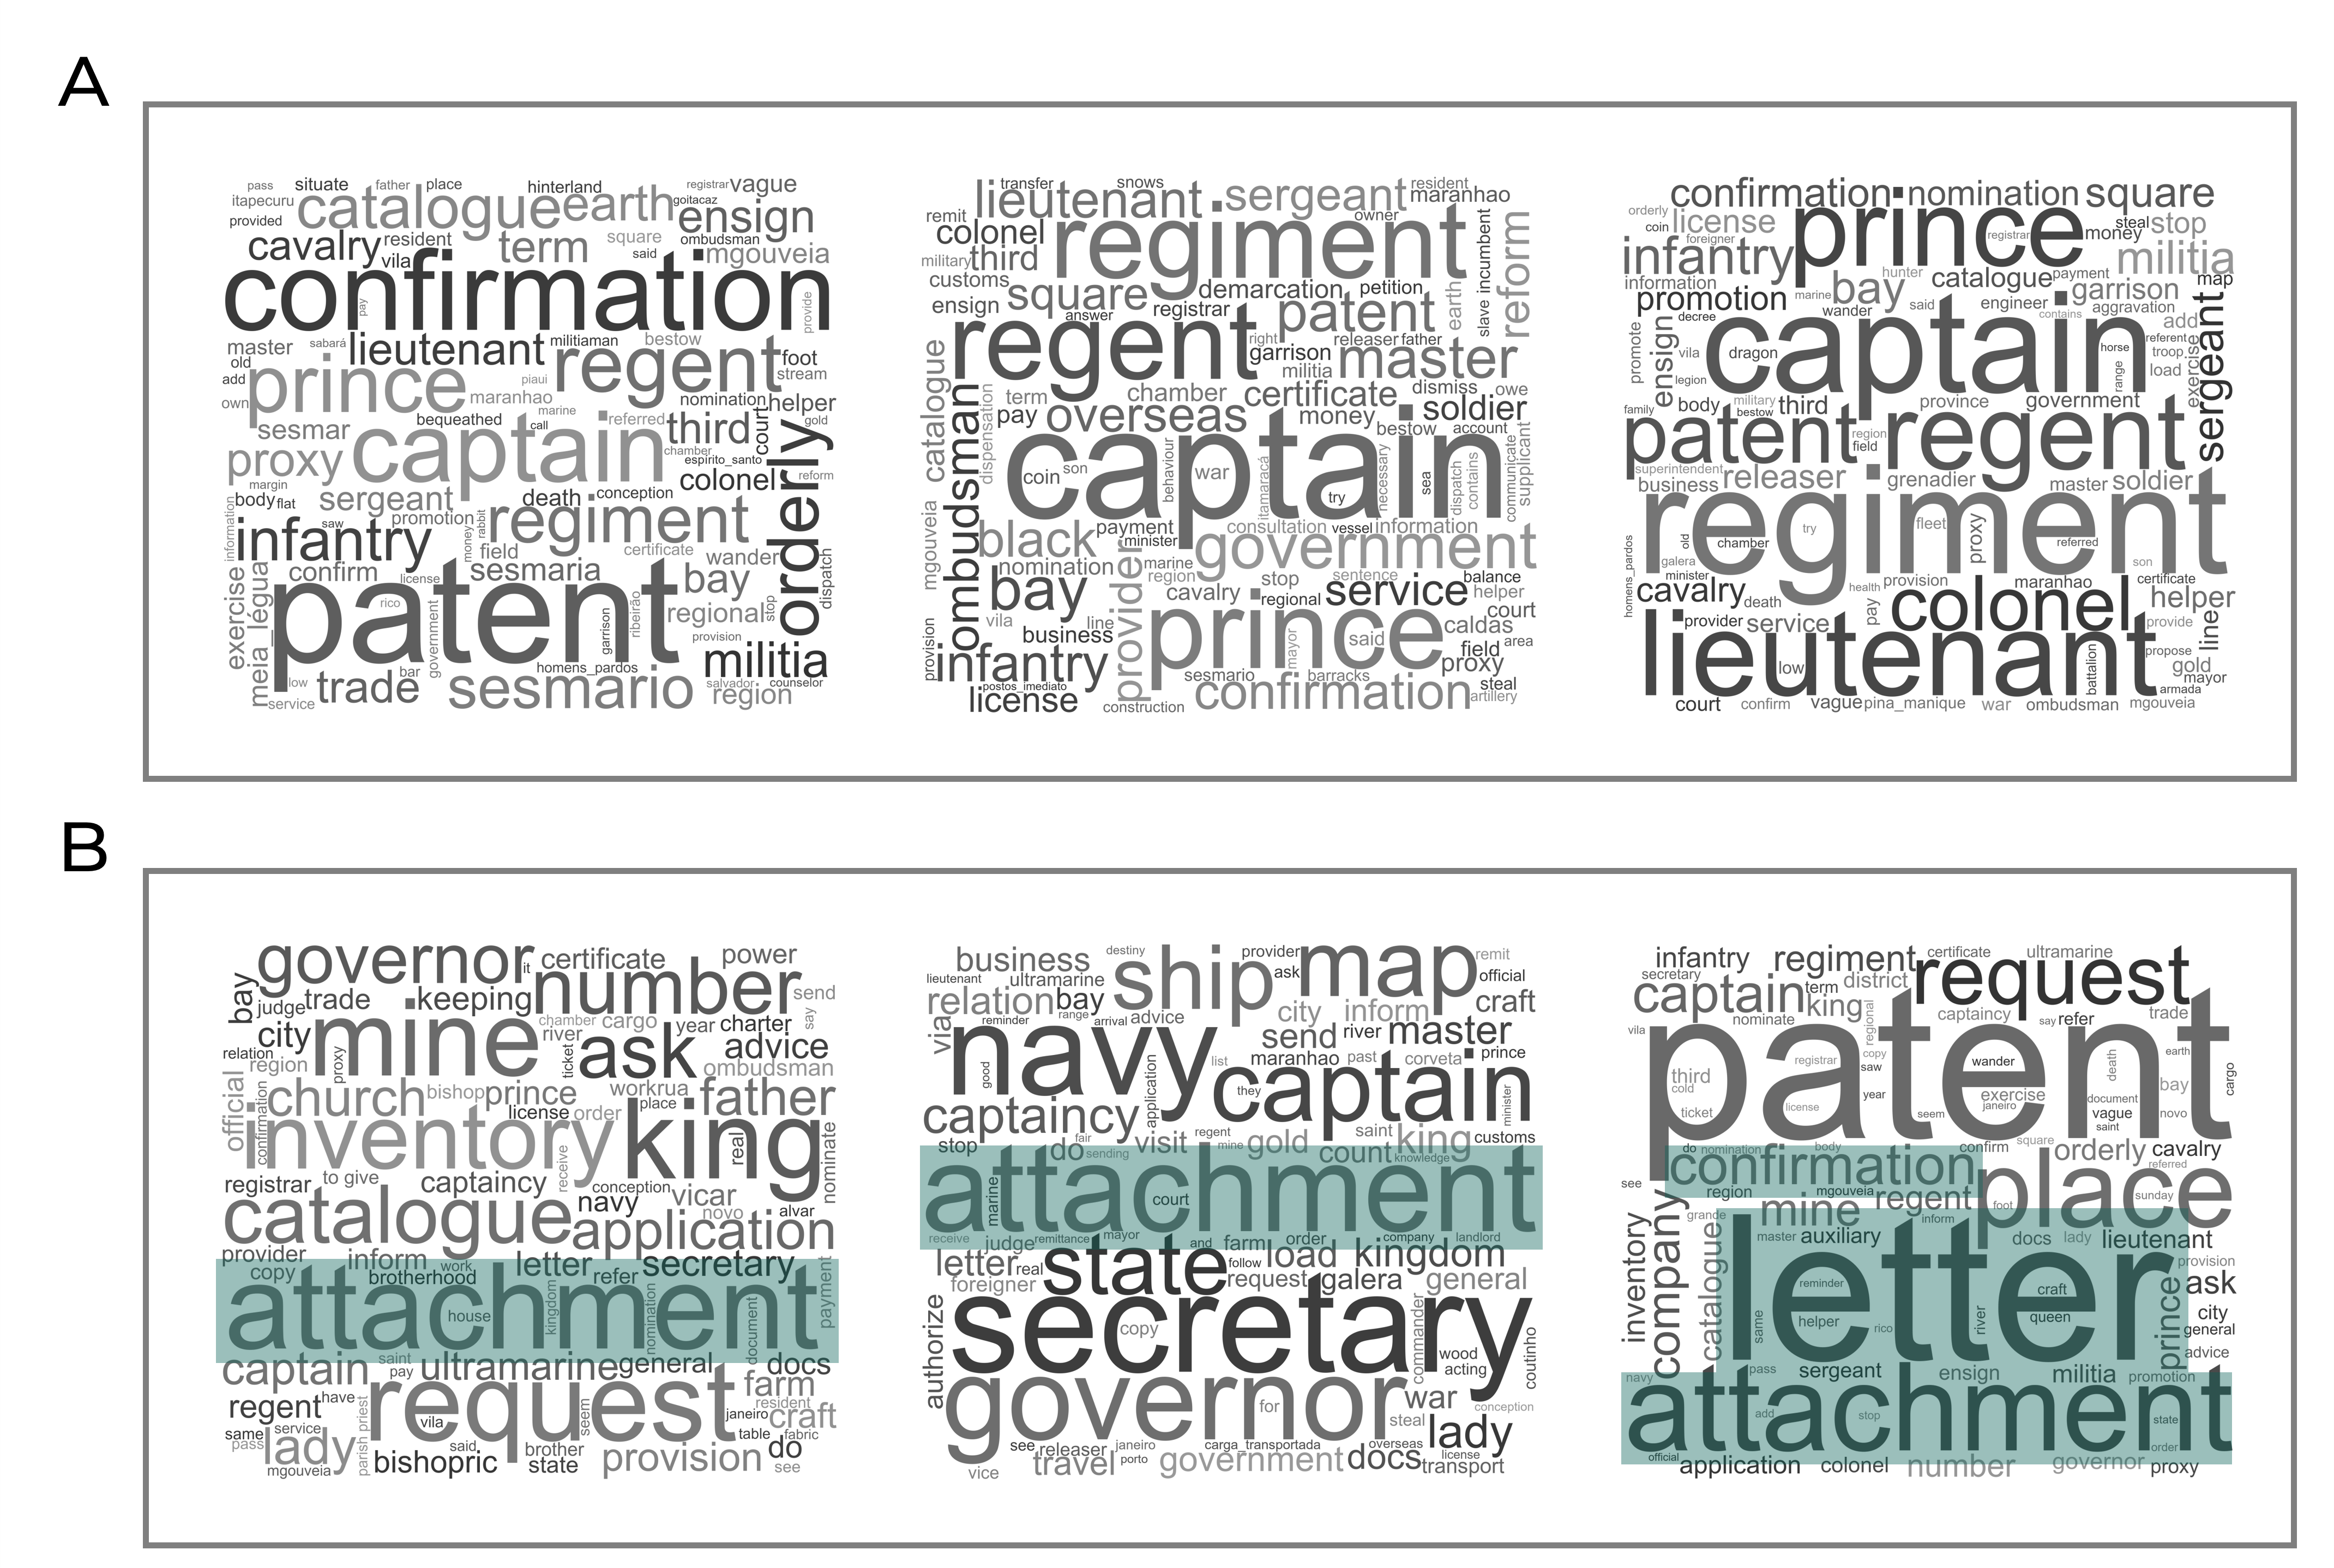 A
pass situate father place hinterland registrar vague
itapecuru catalogue earth goitacaz ensign
provided cavalry resident term square ombudsman
vila said mgouveia
confirmation
pay provide
master sabará lieutenant militiaman bestow
old regent foot
add prince piaui stream
own maranhao nomination helper
bequeathed marine call referred court gold
sesmar captain third orderly
proxy chamber espirito_santo
margin colonel reform
body flat sergeant death conception
information saw promotion rabbit regiment
infantry money field certificate wander
confirm license sesmaria bay dispatch
exercise meia_légua patent regional stop
rico government garrison ribeirão provision
bar homens_pardos militia
low trade sesmario salvador counselor
service region
lieutenant transfer snows sergeant resident
remit regiment owner maranhao
colonel slave incumbent reform
military third
customs square demarcation petition
ensign answer registrar patent earth
regent right releaser father
catalogue garrison master
militia
term chamber certificate dismiss owe
dispensation pay overseas money soldier
ombudsman bestow account
captain
coin son behaviour war itamaracá try necessary sea dispatch contains communicate supplicant
mgouveia black payment consultation vessel information
minister government
nomination marine
region stop sentence balance
bay provider cavalry regional service helper
vila line court
business prince mayor said caldas
provision infantry field area
proxy
postos_imediato sesmario barracks steal
license construction confirmation artillery
confirmation nomination square
orderly license prince steal stop
coin foreigner registrar money
infantry militia
information hunter catalogue payment map
promotion marine bay said engineer garrison
decree wander contains aggravation
promote ensign captain add
vila dragon horse referent
range troop exercise sergeant
legion load
family body military third province government
bestow
patent region regent
field
superintendent releaser grenadier master soldier
business
regiment
try fleet proxy
homens_pardos old chamber referred
galera son
minister health provision maranhao certificate
cavalry death pay colonel helper
provider service provide line
lieutenant
low battalion propose
gold
mayor
armada
court confirm vague pina_manique war ombudsman mgouveia
B
governor it certificate power
bay number send
judge trade keeping
mine chamber cargo year charter say
city river
proxy ticket ask advice
relation
region ombudsman
official church bishop prince workrua father
confirmation license order place
inventory king
receive real nominate
registrar to give captaincy conception vicar
catalogue navy novo alvar
application
provider inform letter secretary
copy brotherhood work refer
attachment
house kingdom nomination document payment
captain saint ultramarine general docs
pay
farm
regent have request resident
same service vila seem janeiro craft
pass lady parish priest table fabric
said brother do
mgouveia bishopric state provision see
business destiny ship provider map remit
lieutenant ultramarine ask official
relation bay city inform craft
via reminder range arrival advice
navy send river master
good list maranhao past corveta prince
application captain
they minister
captaincy
stop do fair visit regent gold saint king customs
sending mine count knowledge
attachment
marine court
receive judge remittance mayor and farm order company landlord
letter real state load kingdom
foreigner follow request galera general
secretary
authorize copy commander wood coutinho
acting
governor war
for steal conception
see releaser janeiro carga_transportada overseas lady
travel porto government docs license
vice transport
infantry regiment certificate ultramarine
secretary request
captain term district
king
nominate regional captaincy say refer trade
vila patent
registrar copy wander death earth
third saw cargo
cold bay
year exercise document
ticket license seem janeiro vague novo
saint
do nomination body confirm square orderly cavalry
confirmation referred
see place
region mgouveia regent sunday
foot
grande mine inform
inventory company catalogue master auxiliary docs lady lieutenant
letter provision
reminder craft prince ask
same helper rico river queen city
general
advice
navy pass sergeant ensign militia promotion
attachment
add stop state
official order
application colonel number governor proxy